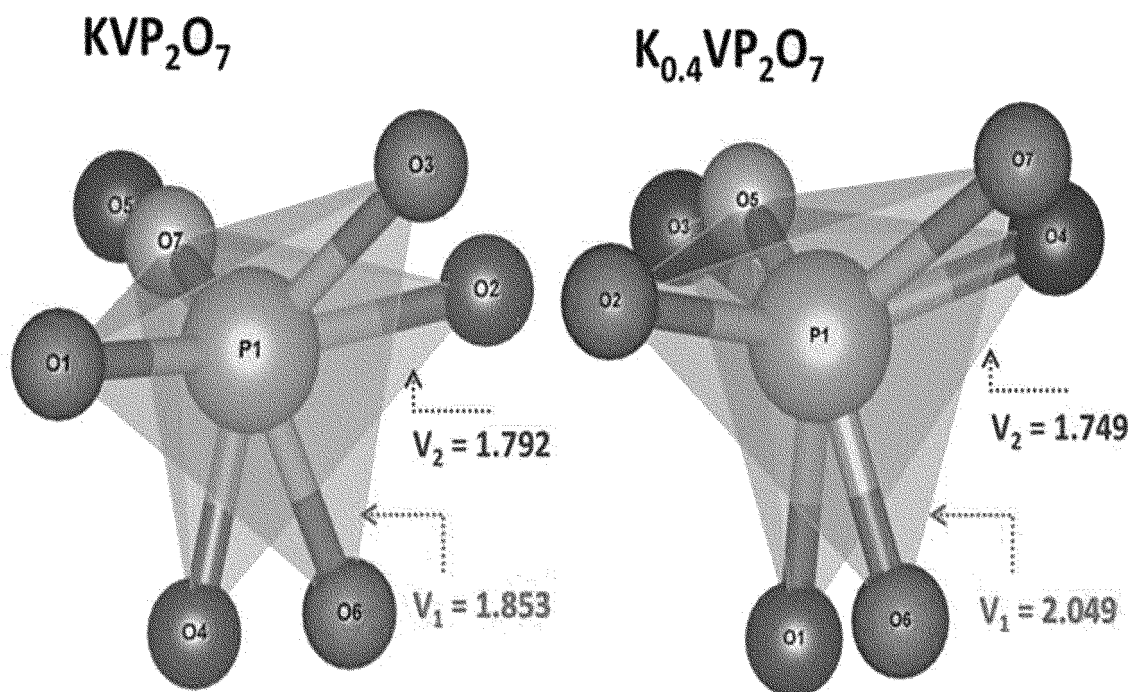 KVP₂O₇
K₀.₄VP₂O₇
O3
O5
O7
O2
O1
P1
V₂ = 1.792
V₁ = 1.853
O4
O6
O7
O5
O3
O4
O2
P1
V₂ = 1.749
V₁ = 2.049
O1
O6